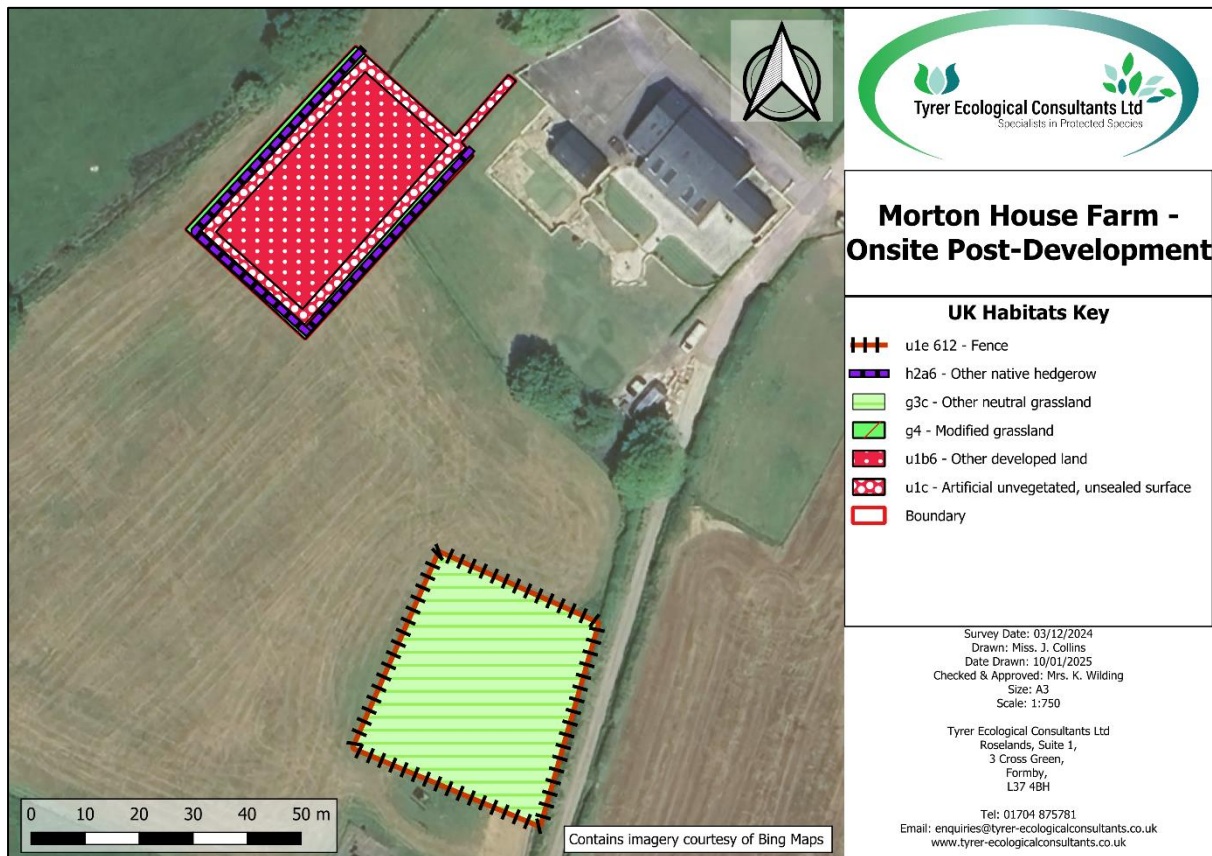 Tyrer Ecological Consultants Ltd
Specialists in Protected Species
Morton House Farm -
Onsite Post-Development
UK Habitats Key
u1e 612 - Fence
h2a6 - Other native hedgerow
g3c - Other neutral grassland
g4 - Modified grassland
u1b6 - Other developed land
u1c - Artificial unvegetated, unsealed surface
Boundary
Survey Date: 03/12/2024
Drawn: Miss. J. Collins
Date Drawn: 10/01/2025
Checked & Approved: Mrs. K. Wilding
Size: A3
Scale: 1:750
Tyrer Ecological Consultants Ltd
Roselands, Suite 1,
3 Cross Green,
Formby,
L37 4BH
Tel: 01704 875781
Email: enquiries@tyrer-ecologicalconsultants.co.uk
www.tyrer-ecologicalconsultants.co.uk
0 10 20 30 40 50 m
Contains imagery courtesy of Bing Maps